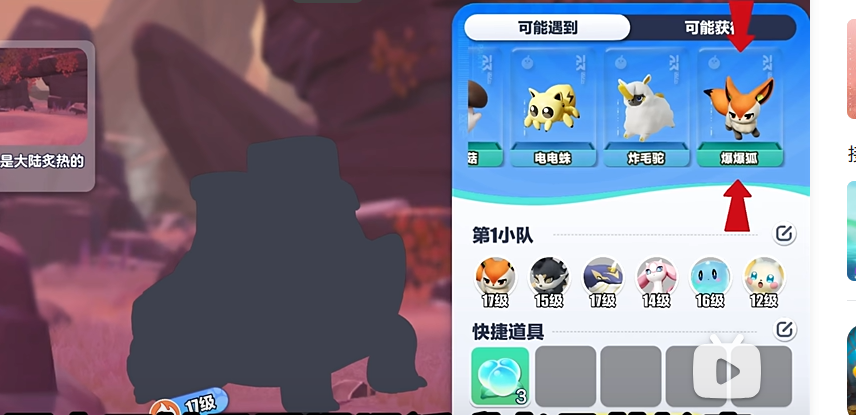 可能遇到
可能获得
是大陆炙热的
菇
电电蛛
炸毛驼
爆爆狐
第1小队
17级
15级
17级
14级
16级
12级
快捷道具
3
17级